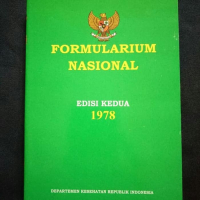 FORMULARIUM
NASIONAL
EDISI KEDUA
1978
DEPARTEMEN KESEHATAN REPUBLIK INDONESIA